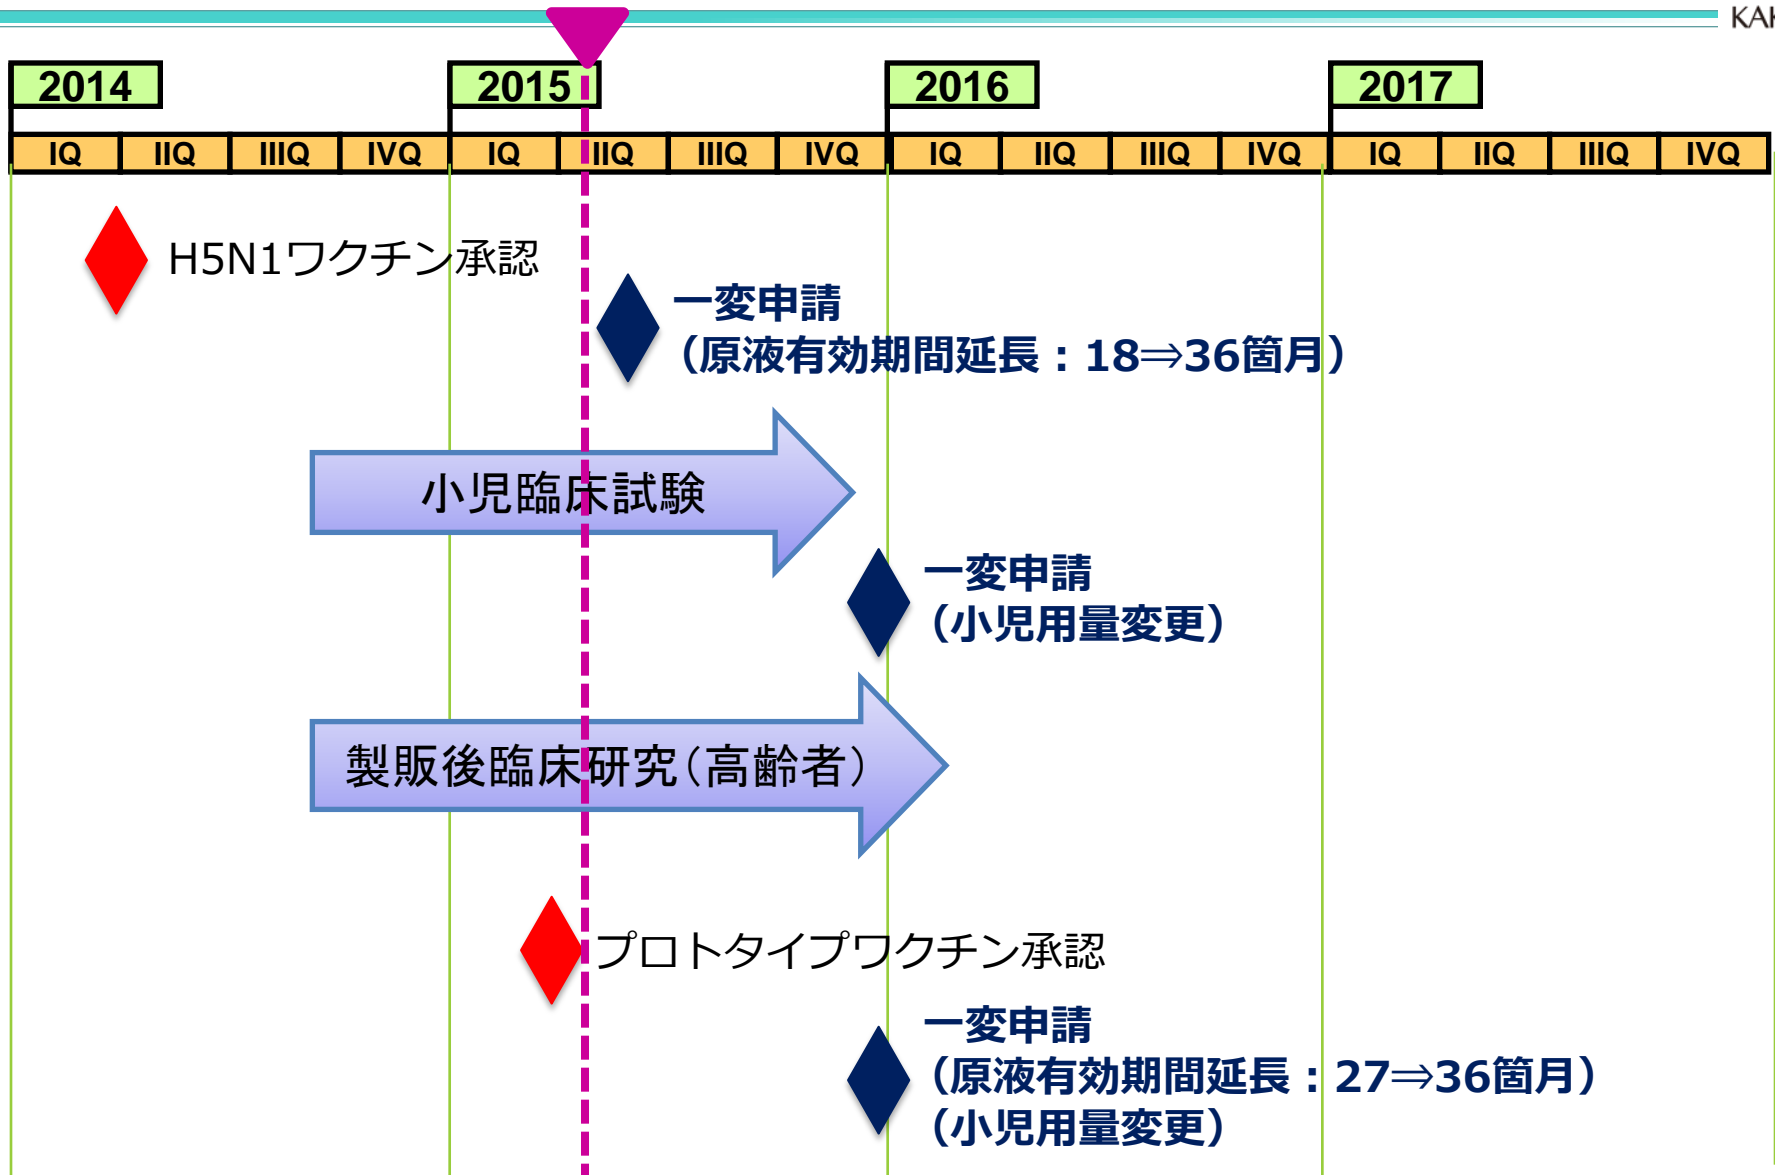 2014
2015
2016
2017
IQ IIQ IIIQ IVQ IQ IIQ IIIQ IVQ IQ IIQ IIIQ IVQ IQ IIQ IIIQ IVQ
H5N1ワクチン承認
一変申請
（原液有効期間延長：18⇒36箇月）
小児臨床試験
一変申請
（小児用量変更）
製販後臨床研究（高齢者）
プロトタイプワクチン承認
一変申請
（原液有効期間延長：27⇒36箇月）
（小児用量変更）